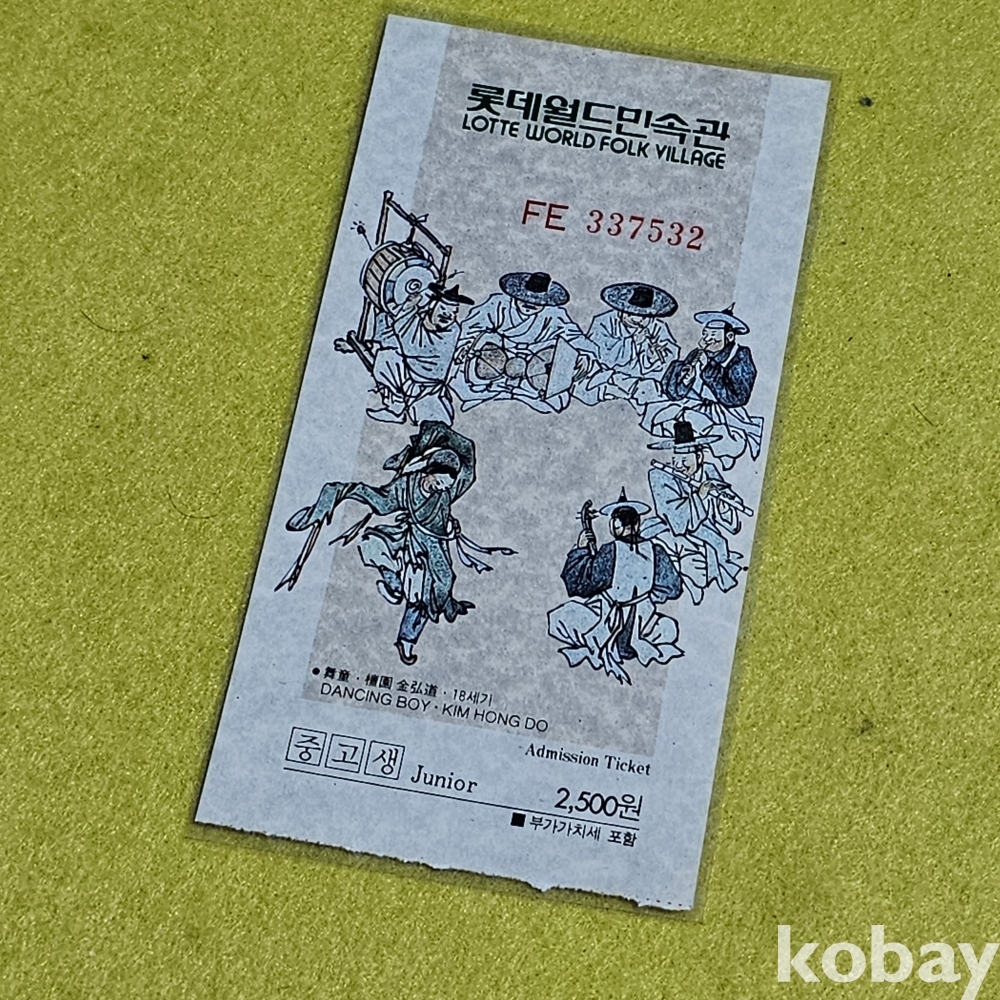 롯데월드민속관
LOTTE WORLD FOLK VILLAGE
FE 337532
● 舞童 · 檀園 金弘道 · 18세기
DANCING BOY · KIM HONG DO
Admission Ticket
중고생 Junior
2,500원
■ 부가가치세 포함
kobay